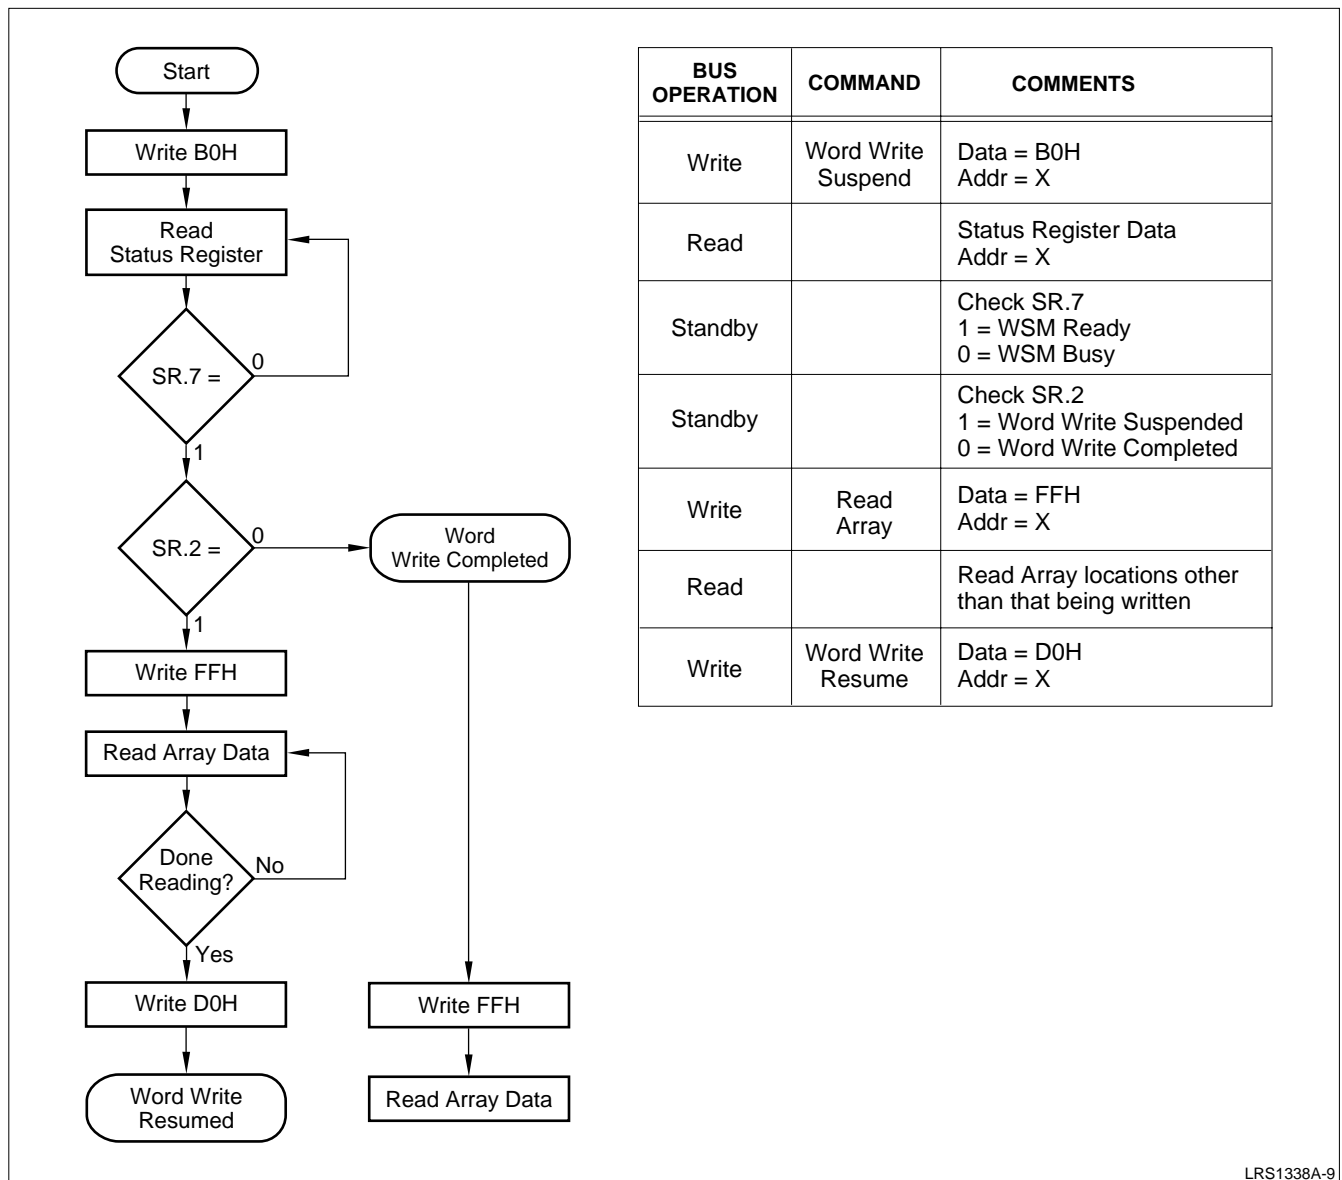 Start
Write B0H
Read
Status Register
SR.7 =
0
1
SR.2 =
0
1
Word
Write Completed
Write FFH
Read Array Data
Done
Reading?
No
Yes
Write D0H
Word Write
Resumed
Write FFH
Read Array Data
BUS
OPERATION
COMMAND
COMMENTS
Write
Word Write
Suspend
Data = B0H
Addr = X
Read
Status Register Data
Addr = X
Standby
Check SR.7
1 = WSM Ready
0 = WSM Busy
Standby
Check SR.2
1 = Word Write Suspended
0 = Word Write Completed
Write
Read
Array
Data = FFH
Addr = X
Read
Read Array locations other
than that being written
Write
Word Write
Resume
Data = D0H
Addr = X
LRS1338A-9